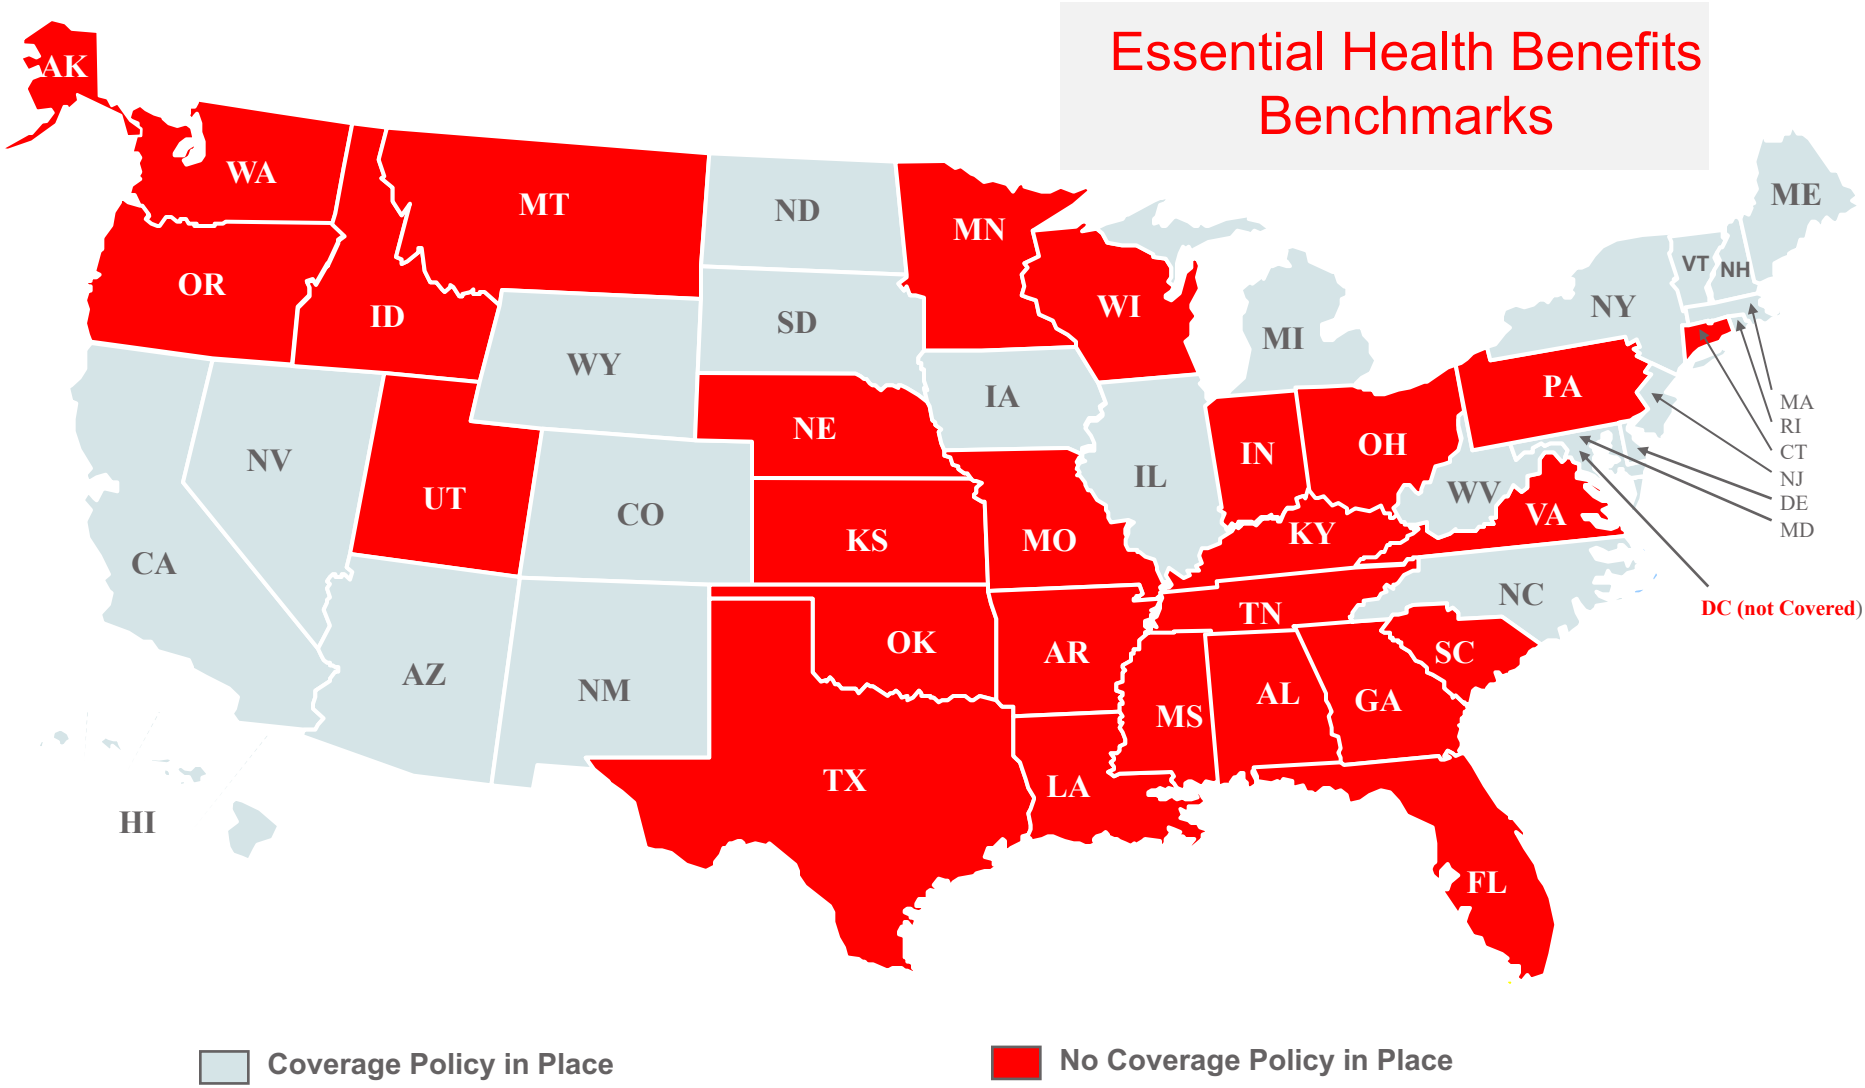 Essential Health Benefits
Benchmarks
AK
WA
MT
ND
MN
ME
VT
NH
OR
ID
SD
WI
NY
WY
MI
IA
PA
MA
NE
RI
NV
IN
OH
CT
UT
IL
WV
NJ
CO
KS
MO
KY
VA
DE
CA
MD
NC
TN
DC (not Covered)
OK
AR
SC
AZ
NM
MS
AL
GA
TX
LA
HI
FL
Coverage Policy in Place
No Coverage Policy in Place